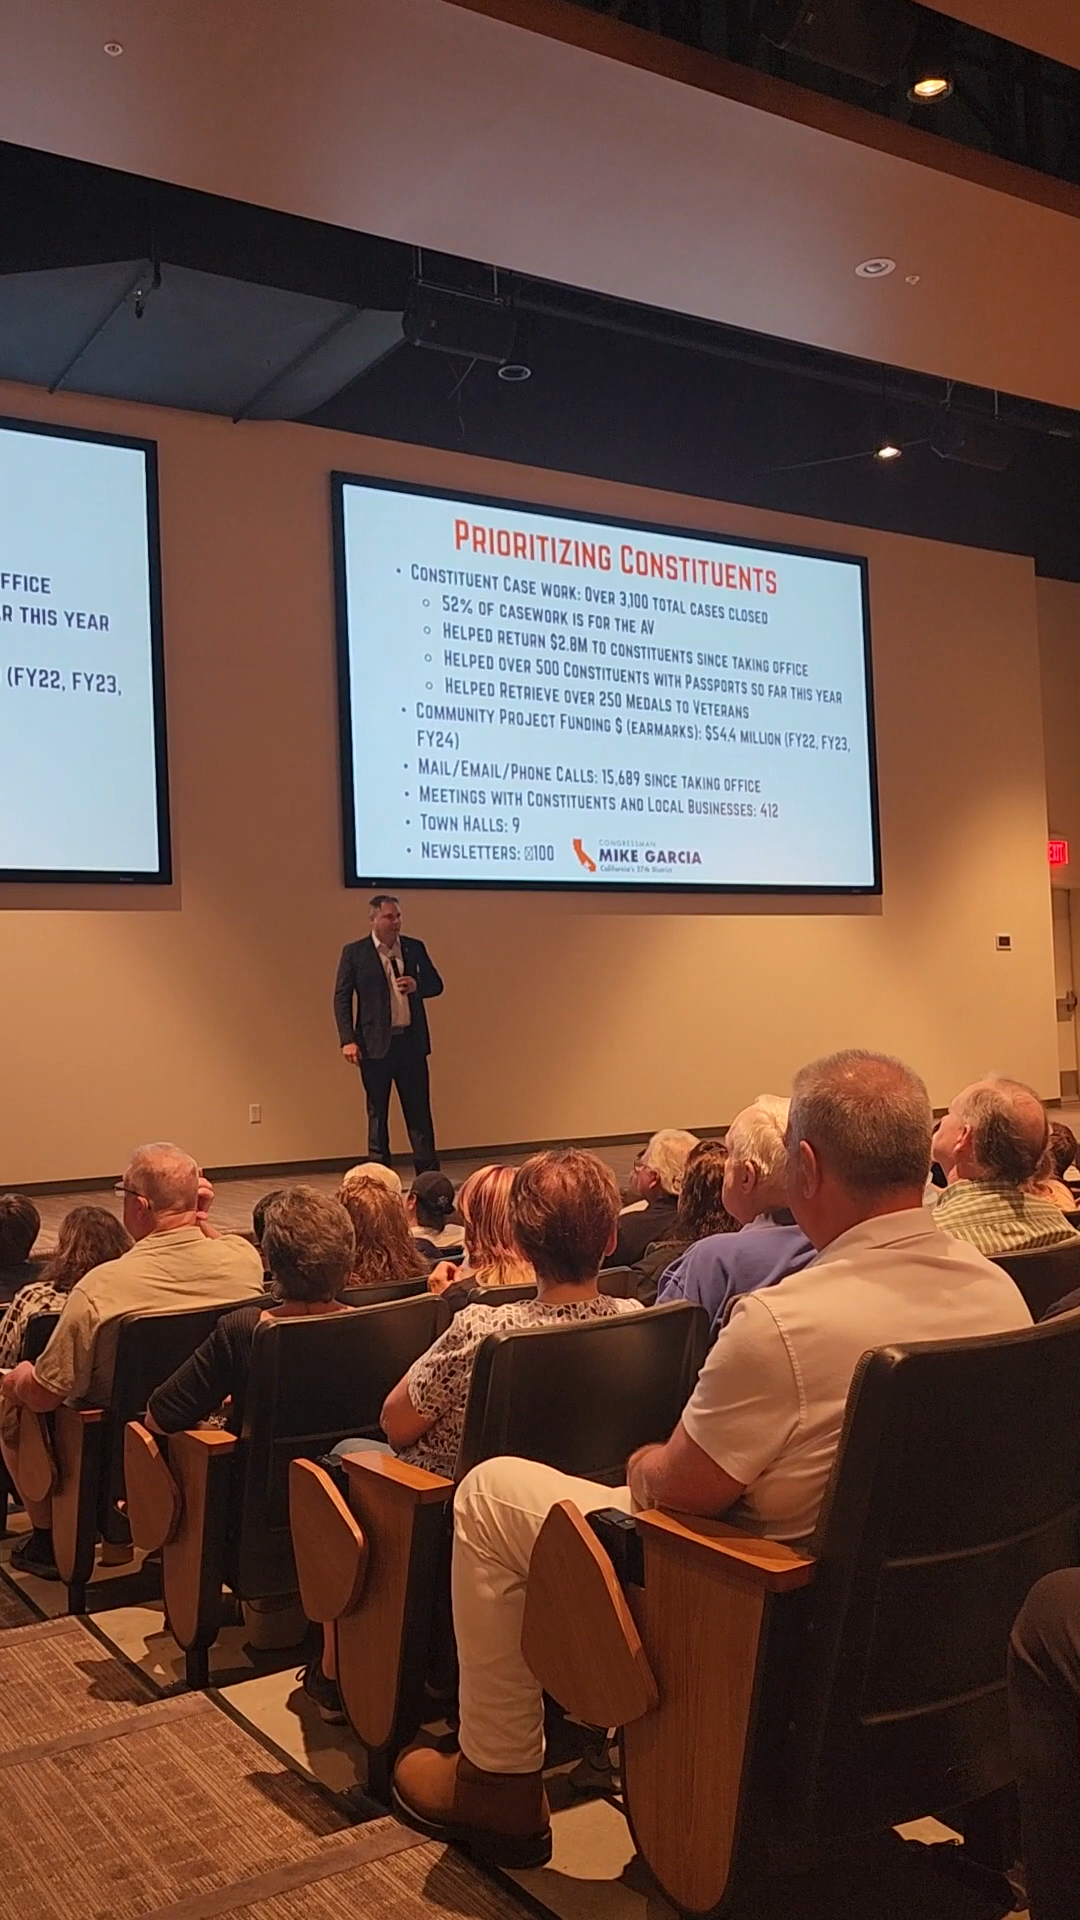 FFICE
R THIS YEAR
(FY22, FY23,
PRIORITIZING CONSTITUENTS
• CONSTITUENT CASE WORK: OVER 3,100 TOTAL CASES CLOSED
○ 52% OF CASEWORK IS FOR THE AV
○ HELPED RETURN $2.8M TO CONSTITUENTS SINCE TAKING OFFICE
○ HELPED OVER 500 CONSTITUENTS WITH PASSPORTS SO FAR THIS YEAR
○ HELPED RETRIEVE OVER 250 MEDALS TO VETERANS
• COMMUNITY PROJECT FUNDING $ (EARMARKS): $54.4 MILLION (FY22, FY23,
FY24)
• MAIL/EMAIL/PHONE CALLS: 15,689 SINCE TAKING OFFICE
• MEETINGS WITH CONSTITUENTS AND LOCAL BUSINESSES: 412
• TOWN HALLS: 9
• NEWSLETTERS: 100
CONGRESSMAN
MIKE GARCIA
California's 27th District
EXIT